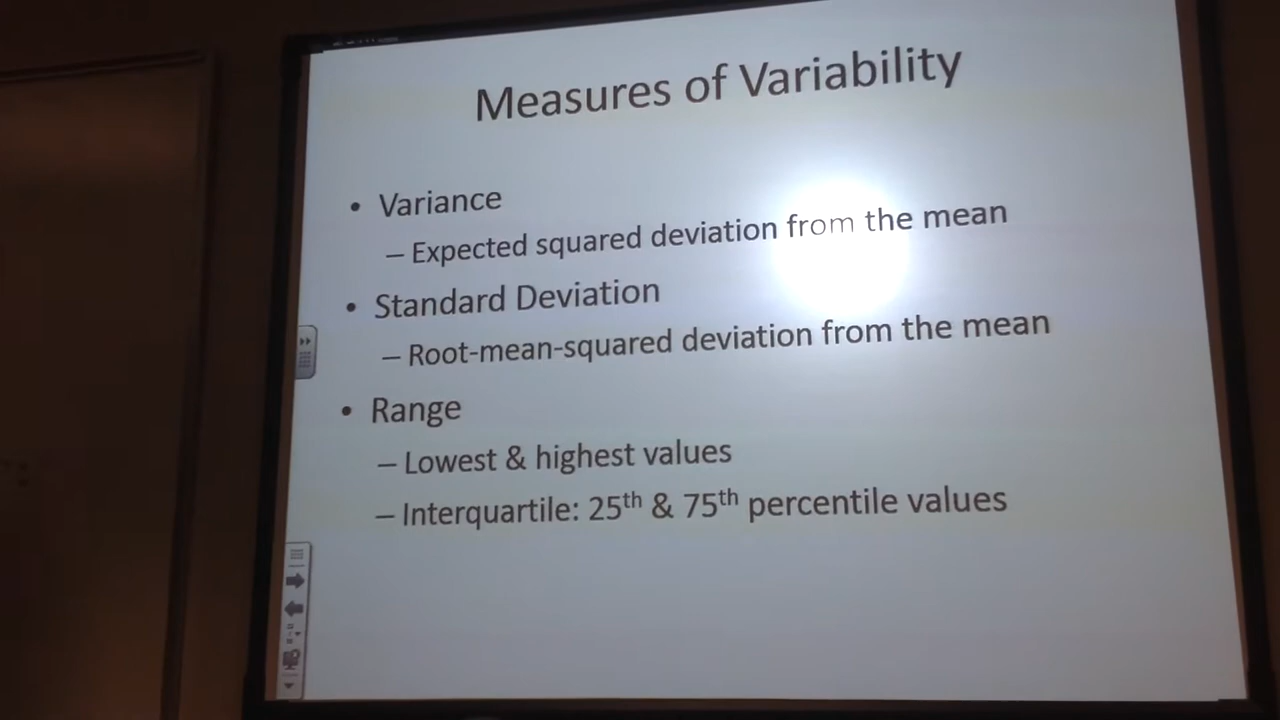 Measures of Variability
• Variance
– Expected squared deviation from the mean
• Standard Deviation
– Root-mean-squared deviation from the mean
• Range
– Lowest & highest values
– Interquartile: 25th & 75th percentile values